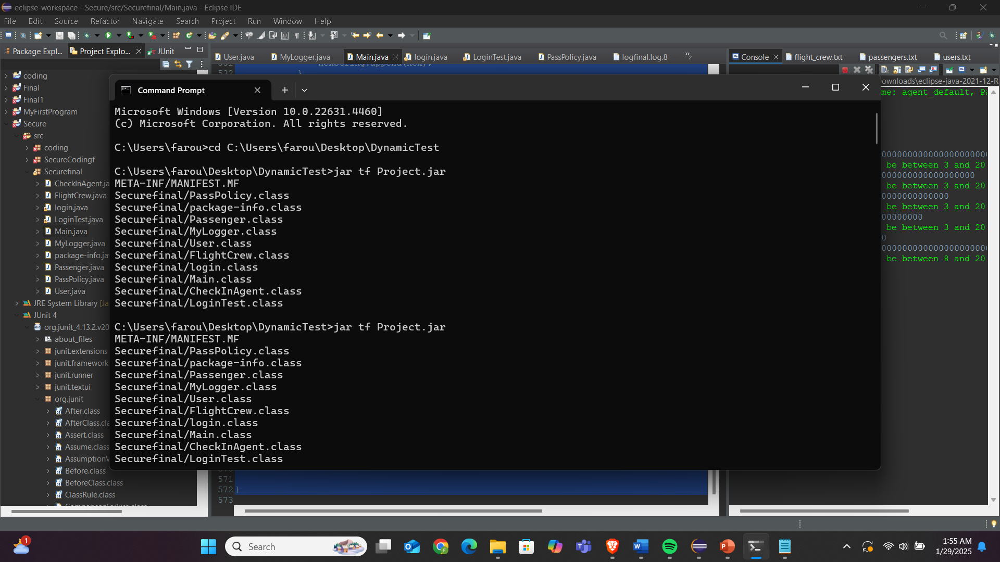 eclipse-workspace - Secure/src/Securefinal/Main.java - Eclipse IDE
File Edit Source Refactor Navigate Search Project Run Window Help
Package Expl... Project Explo... JUnit
User.java MyLogger.java Main.java login.java LoginTest.java PassPolicy.java logfinal.log.8 »2
Console flight_crew.txt passengers.txt users.txt
coding
Final
Final1
MyFirstProgram
Secure
src
coding
SecureCodingf
Securefinal
CheckInAgent.ja
FlightCrew.java
login.java
LoginTest.java
Main.java
MyLogger.java
package-info.ja
Passenger.java
PassPolicy.java
User.java
JRE System Library [Ja
JUnit 4
org.junit_4.13.2.v20
about_files
junit.extensions
junit.framework
junit.runner
junit.textui
org.junit
After.class
AfterClass.cla
Assert.class
Assume.class
AssumptionV
Before.class
BeforeClass.class
ClassRule.class
532 }
Command Prompt
Microsoft Windows [Version 10.0.22631.4460]
(c) Microsoft Corporation. All rights reserved.
C:\Users\farou>cd C:\Users\farou\Desktop\DynamicTest
C:\Users\farou\Desktop\DynamicTest>jar tf Project.jar
META-INF/MANIFEST.MF
Securefinal/PassPolicy.class
Securefinal/package-info.class
Securefinal/Passenger.class
Securefinal/MyLogger.class
Securefinal/User.class
Securefinal/FlightCrew.class
Securefinal/login.class
Securefinal/Main.class
Securefinal/CheckInAgent.class
Securefinal/LoginTest.class
C:\Users\farou\Desktop\DynamicTest>jar tf Project.jar
META-INF/MANIFEST.MF
Securefinal/PassPolicy.class
Securefinal/package-info.class
Securefinal/Passenger.class
Securefinal/MyLogger.class
Securefinal/User.class
Securefinal/FlightCrew.class
Securefinal/login.class
Securefinal/Main.class
Securefinal/CheckInAgent.class
Securefinal/LoginTest.class
571
572 }
573
ownloads\eclipse-java-2021-12-R
me: agent_default, Pa
be between 3 and 20
be between 3 and 20
be between 3 and 20
be between 3 and 20
0
be between 8 and 20
1
Search
1:55 AM
1/29/2025